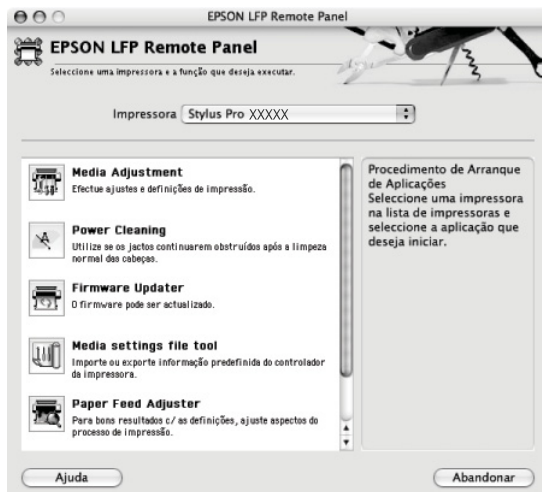 EPSON LFP Remote Panel
EPSON LFP Remote Panel
Seleccione uma impressora e a função que deseja executar.
Impressora Stylus Pro XXXXX
Media Adjustment
Efectue ajustes e definições de impressão.
Power Cleaning
Utilize se os jactos continuarem obstruídos após a limpeza
normal das cabeças.
Firmware Updater
O firmware pode ser actualizado.
Media settings file tool
Importe ou exporte informação predefinida do controlador
da impressora.
Paper Feed Adjuster
Para bons resultados c/ as definições, ajuste aspectos do
processo de impressão.
Procedimento de Arranque
de Aplicações
Seleccione uma impressora
na lista de impressoras e
seleccione a aplicação que
deseja iniciar.
Ajuda
Abandonar